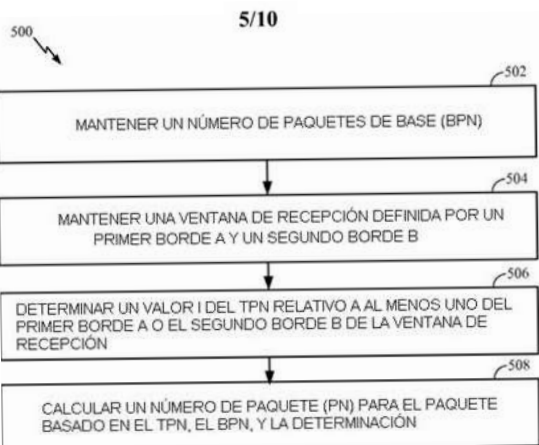 5/10
500
502
MANTENER UN NÚMERO DE PAQUETES DE BASE (BPN)
504
MANTENER UNA VENTANA DE RECEPCIÓN DEFINIDA POR UN
PRIMER BORDE A Y UN SEGUNDO BORDE B
506
DETERMINAR UN VALOR I DEL TPN RELATIVO A AL MENOS UNO DEL
PRIMER BORDE A O EL SEGUNDO BORDE B DE LA VENTANA DE
RECEPCIÓN
508
CALCULAR UN NÚMERO DE PAQUETE (PN) PARA EL PAQUETE
BASADO EN EL TPN, EL BPN, Y LA DETERMINACIÓN